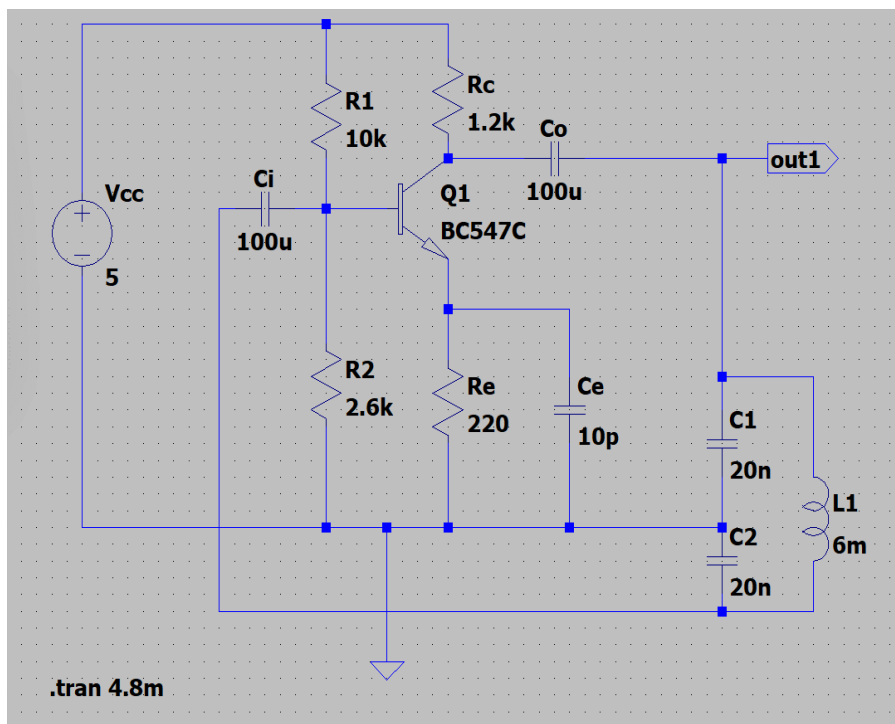 R1
10k
Rc
1.2k
Co
100u
out1
Vcc
5
Ci
100u
Q1
BC547C
R2
2.6k
Re
220
Ce
10p
C1
20n
L1
6m
C2
20n
.tran 4.8m